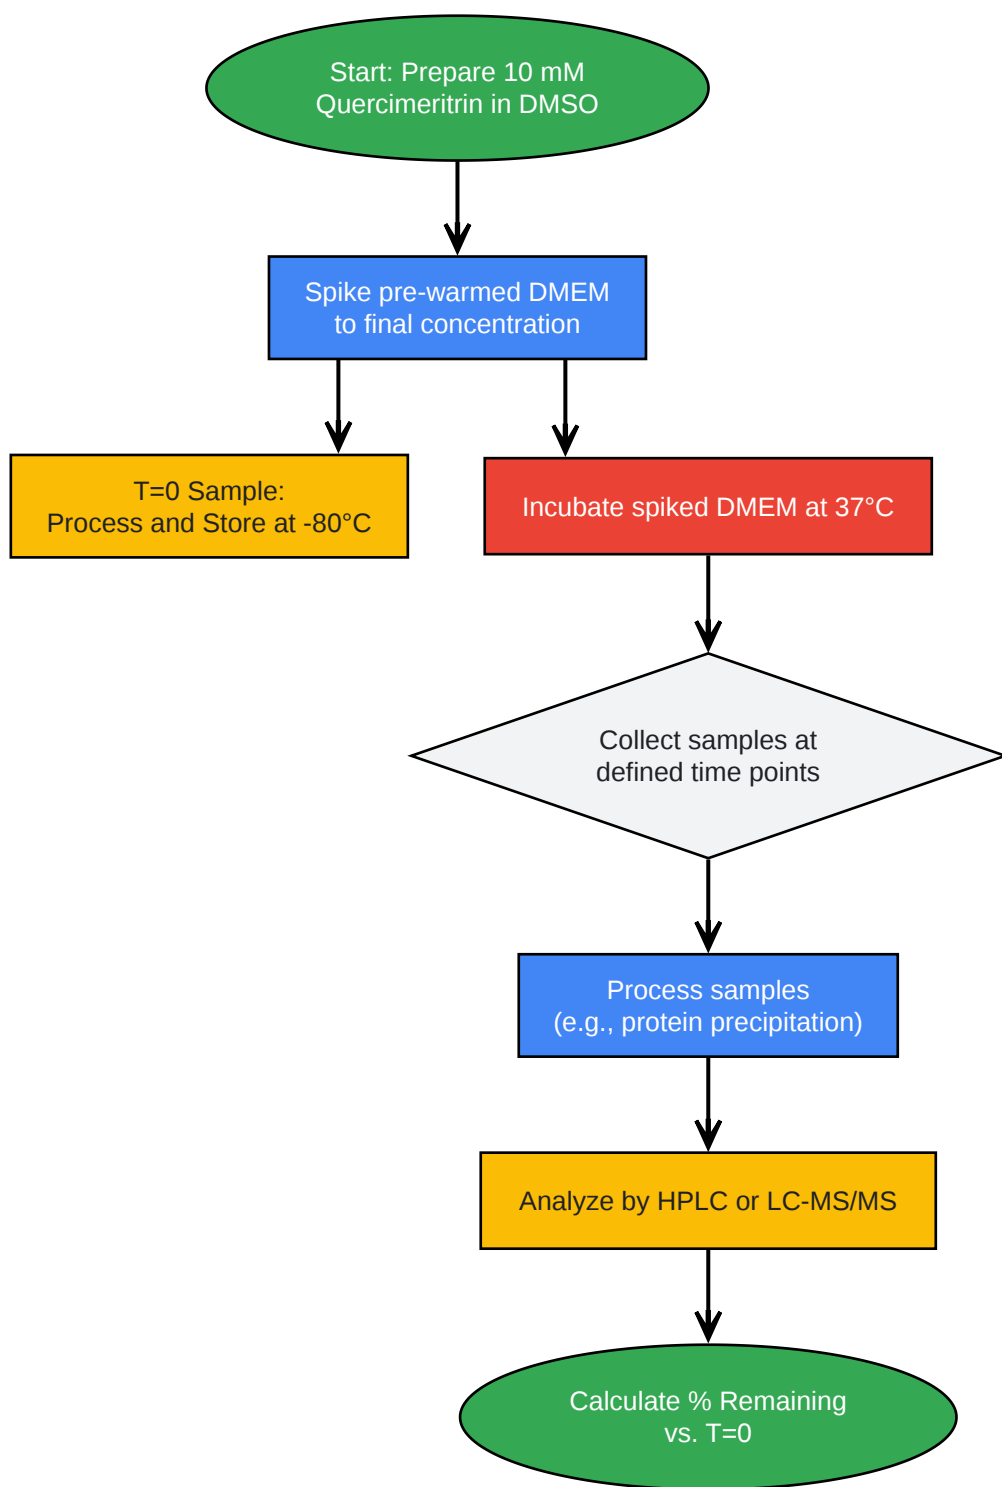 Start: Prepare 10 mM
Quercimeritrin in DMSO
Spike pre-warmed DMEM
to final concentration
T=0 Sample:
Process and Store at -80°C
Incubate spiked DMEM at 37°C
Collect samples at
defined time points
Process samples
(e.g., protein precipitation)
Analyze by HPLC or LC-MS/MS
Calculate % Remaining
vs. T=0